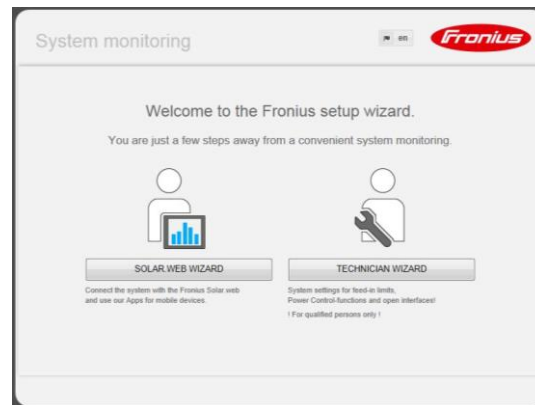 System monitoring
en
Fronius
Welcome to the Fronius setup wizard.
You are just a few steps away from a convenient system monitoring.
SOLAR.WEB WIZARD
TECHNICIAN WIZARD
Connect the system with the Fronius Solar.web
and use our Apps for mobile devices.
System settings for feed-in limits,
Power Control-functions and open interfaces!
! For qualified persons only !